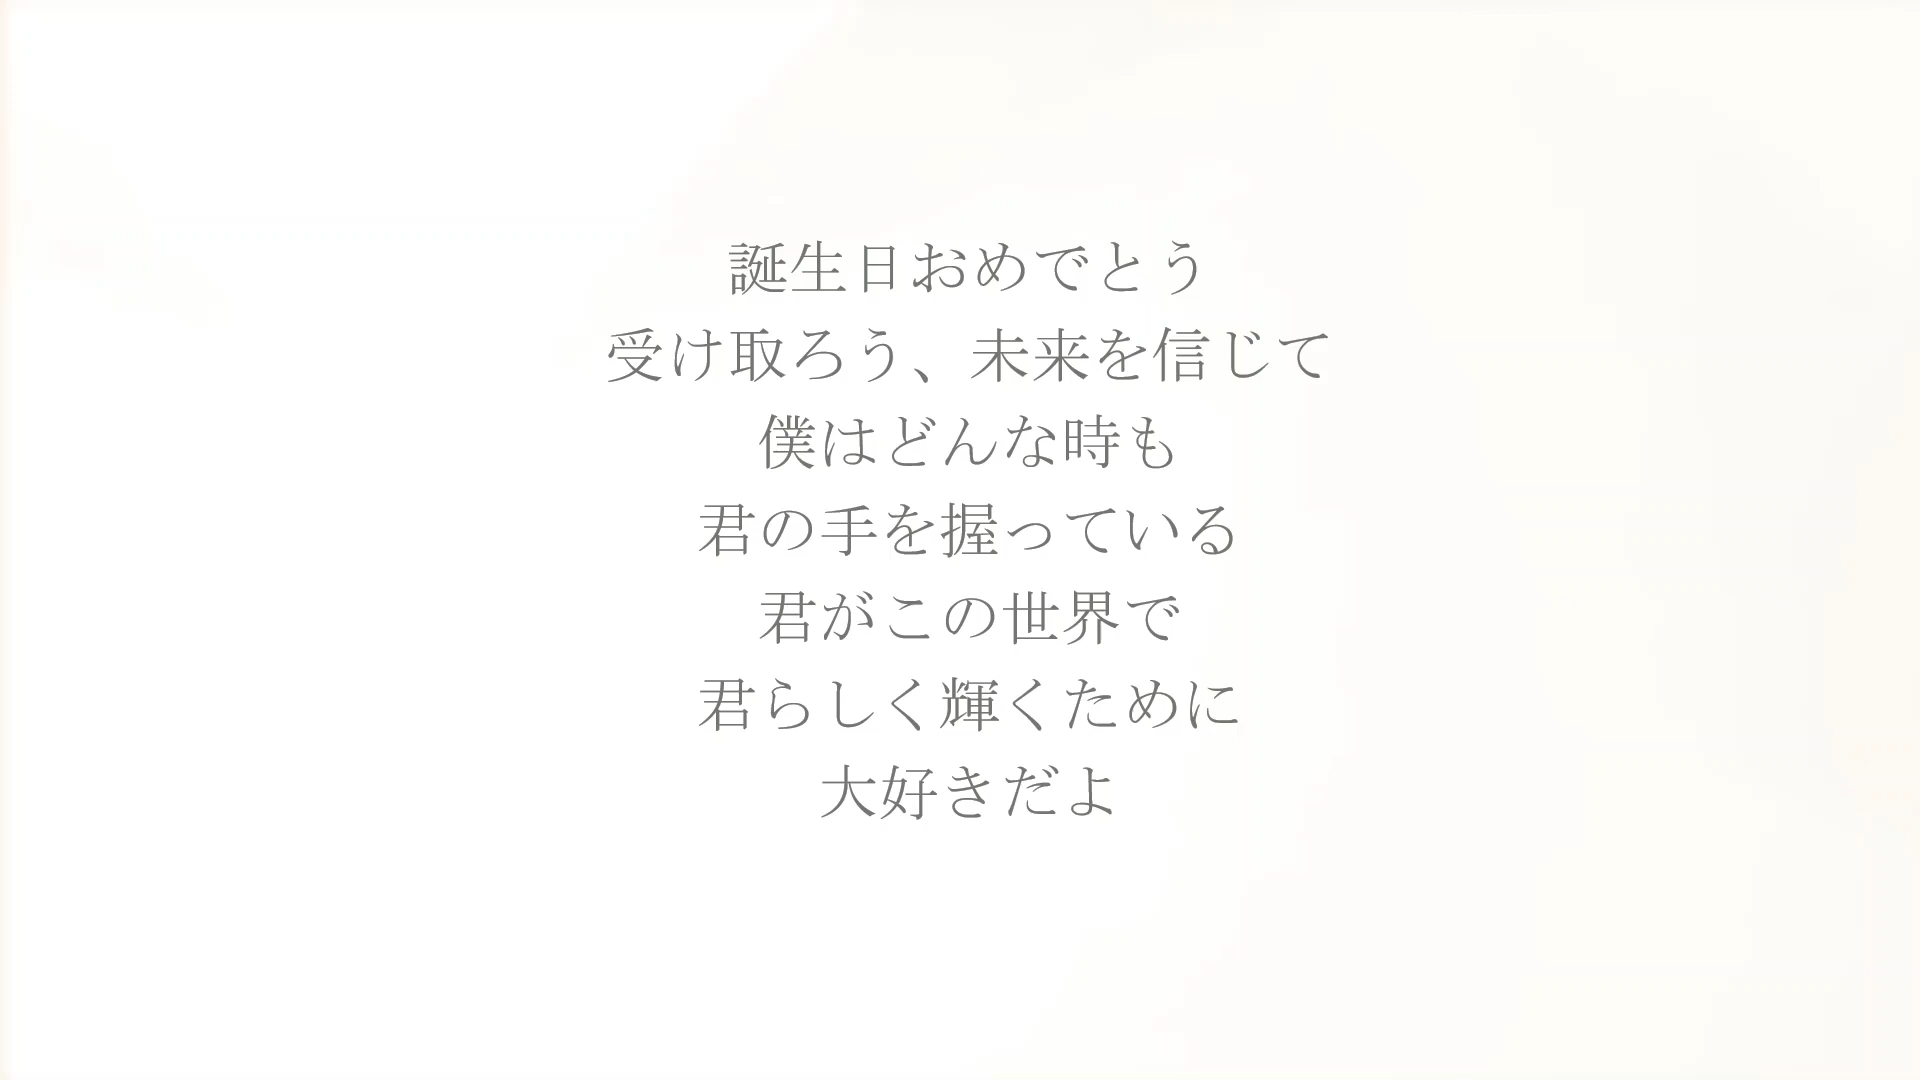 誕生日おめでとう
受け取ろう、未来を信じて
僕はどんな時も
君の手を握っている
君がこの世界で
君らしく輝くために
大好きだよ